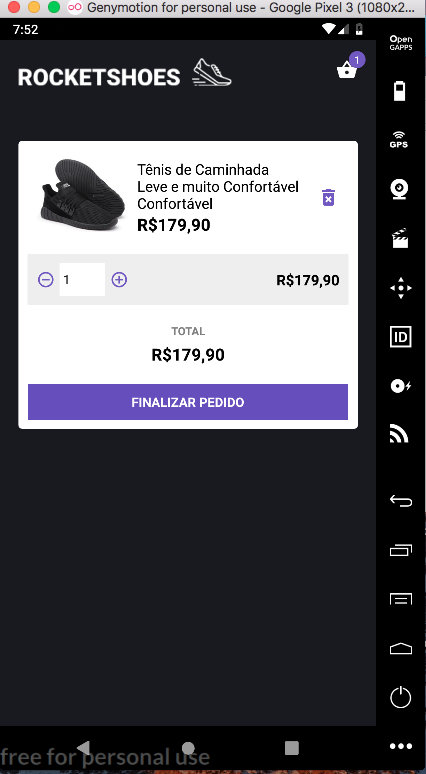 Genymotion for personal use - Google Pixel 3 (1080x2...
7:52
Open
GAPPS
ROCKETSHOES
1
GPS
Tênis de Caminhada
Leve e muito Confortável
Confortável
R$179,90
1
R$179,90
ID
TOTAL
R$179,90
FINALIZAR PEDIDO
free for personal use